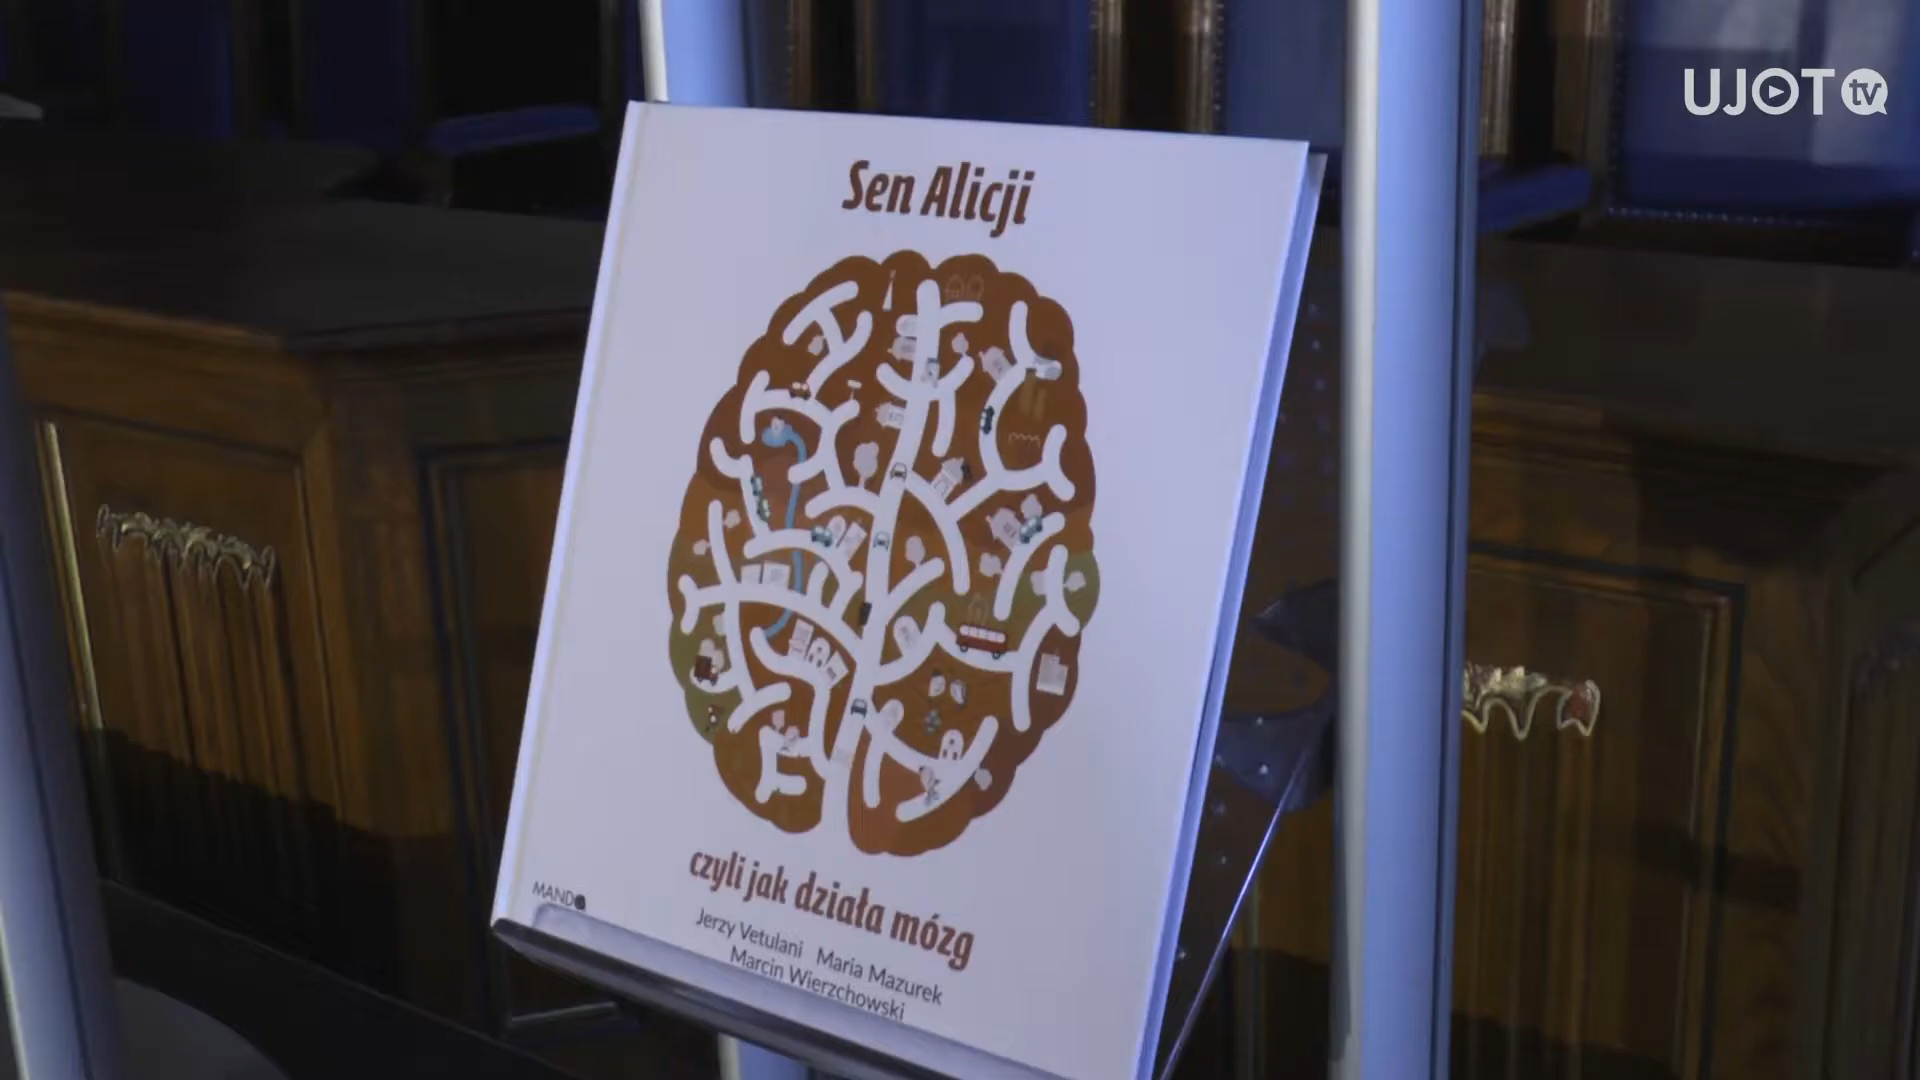 UJOT tv
Sen Alicji
czyli jak działa mózg
MANDO
Jerzy Vetulani Maria Mazurek
Marcin Wierzchowski